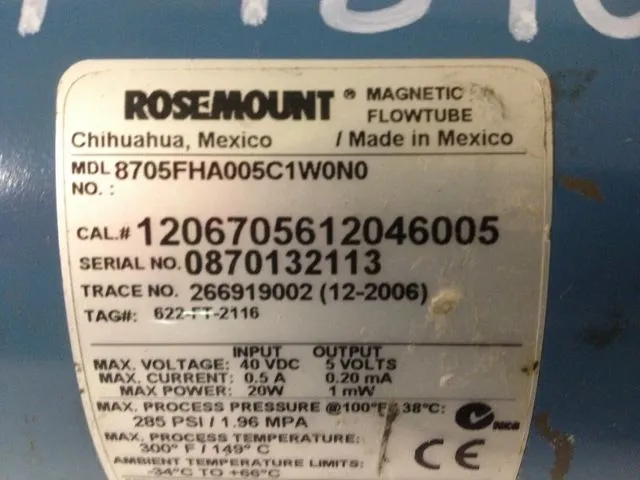 ROSEMOUNT ® MAGNETIC FLOWTUBE
Chihuahua, Mexico / Made in Mexico
MDL NO. : 8705FHA005C1W0N0
CAL.# 1206705612046005
SERIAL NO. 0870132113
TRACE NO. 266919002 (12-2006)
TAG#: 622-FT-2116
INPUT OUTPUT
MAX. VOLTAGE: 40 VDC 5 VOLTS
MAX. CURRENT: 0.5 A 0.20 mA
MAX POWER: 20W 1 mW
MAX. PROCESS PRESSURE @100°F/38°C:
285 PSI / 1.96 MPA
MAX. PROCESS TEMPERATURE:
300° F / 149° C
AMBIENT TEMPERATURE LIMITS:
-34°C TO +66°C
CE